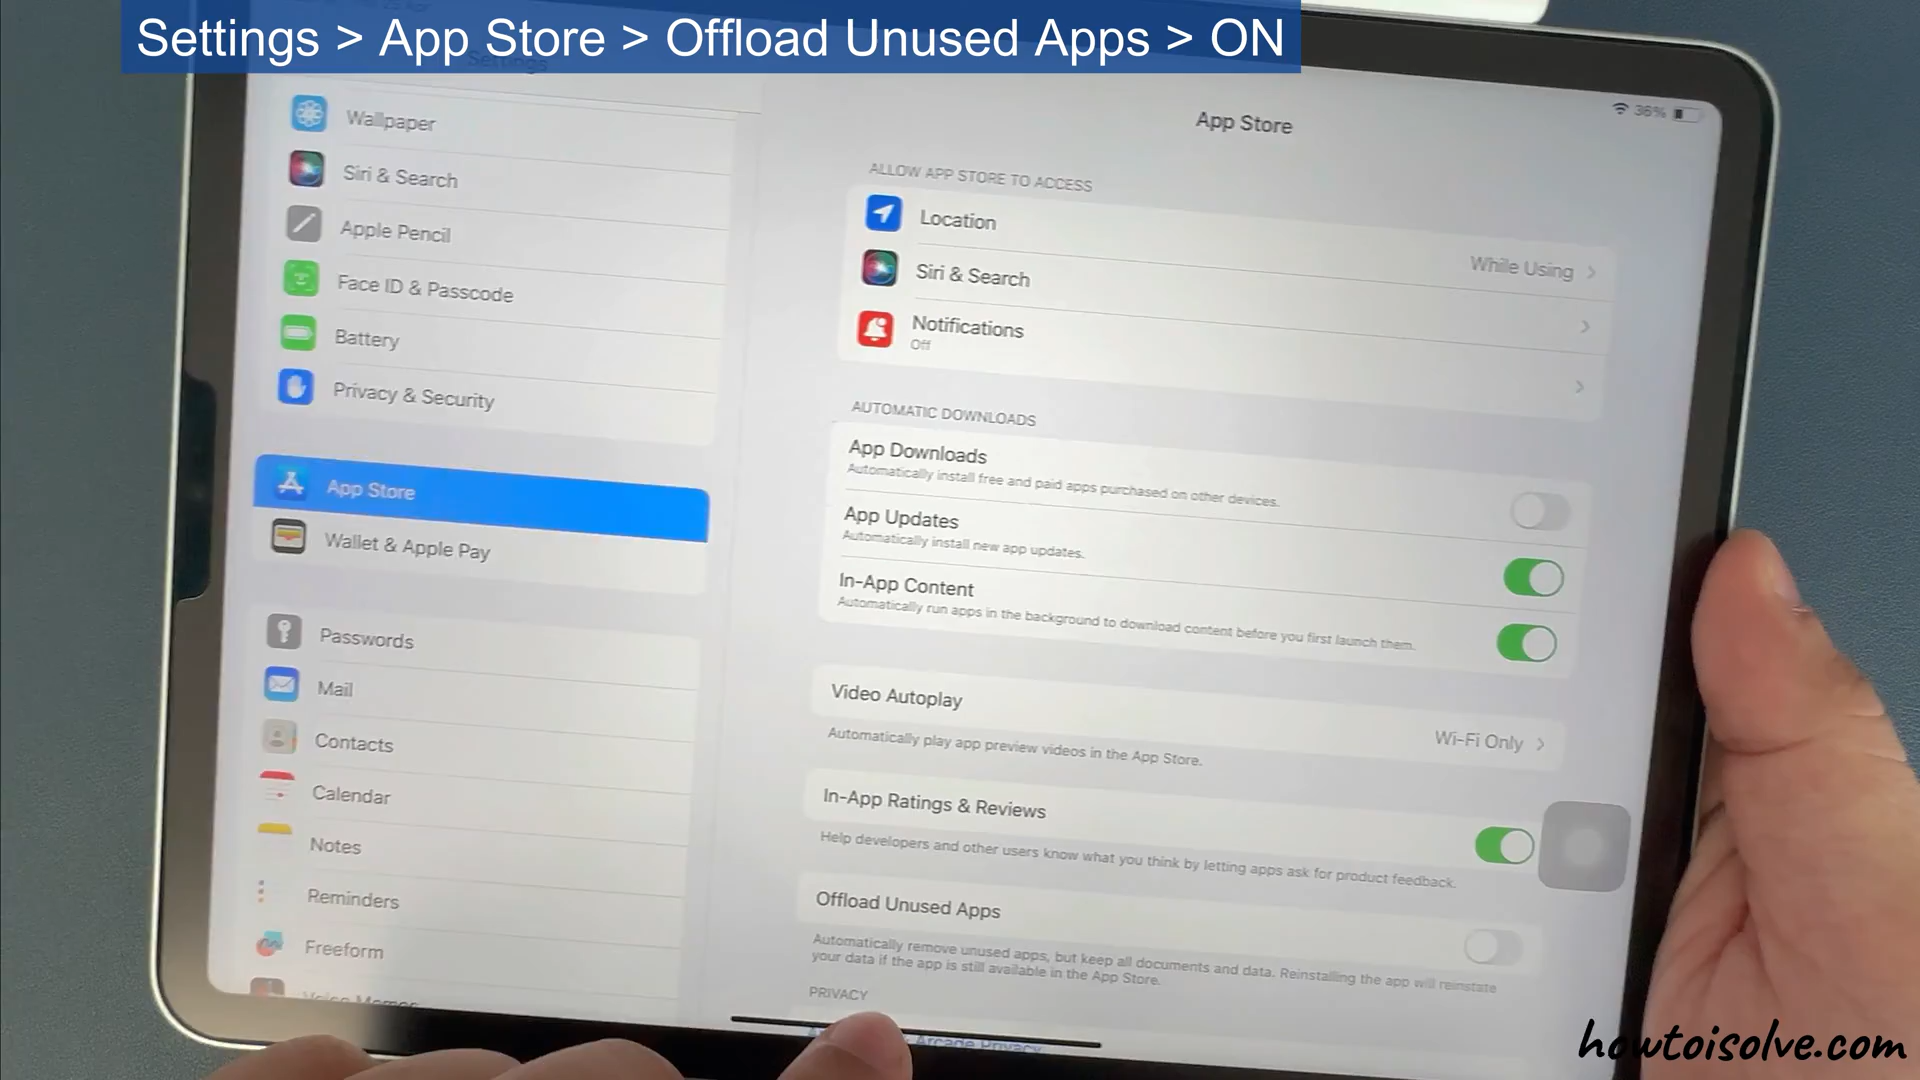 Settings > App Store > Offload Unused Apps > ON
Settings
36%
Wallpaper
Siri & Search
Apple Pencil
Face ID & Passcode
Battery
Privacy & Security
App Store
Wallet & Apple Pay
Passwords
Mail
Contacts
Calendar
Notes
Reminders
Freeform
Voice Memos
App Store
ALLOW APP STORE TO ACCESS
Location
While Using
Siri & Search
Notifications
Off
AUTOMATIC DOWNLOADS
App Downloads
Automatically install free and paid apps purchased on other devices.
App Updates
Automatically install new app updates.
In-App Content
Automatically run apps in the background to download content before you first launch them.
Video Autoplay
Wi-Fi Only
Automatically play app preview videos in the App Store.
In-App Ratings & Reviews
Help developers and other users know what you think by letting apps ask for product feedback.
Offload Unused Apps
Automatically remove unused apps, but keep all documents and data. Reinstalling the app will reinstate
your data if the app is still available in the App Store.
PRIVACY
Arcade Privacy
howtoisolve.com